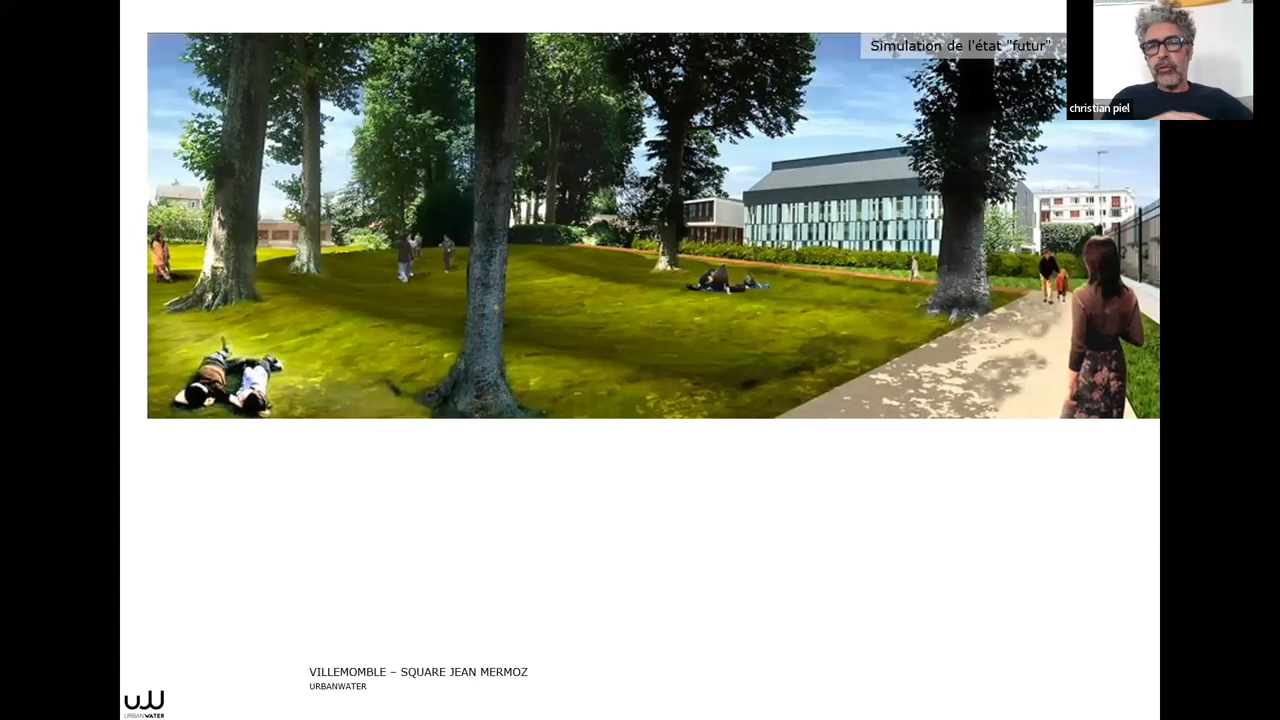 Simulation de l'état "futur"
christian piel
VILLEMOMBLE – SQUARE JEAN MERMOZ
URBANWATER
URBANWATER